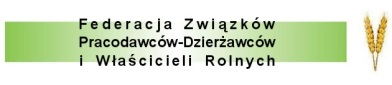 Federacja Związków
Pracodawców-Dzierżawców
i Właścicieli Rolnych